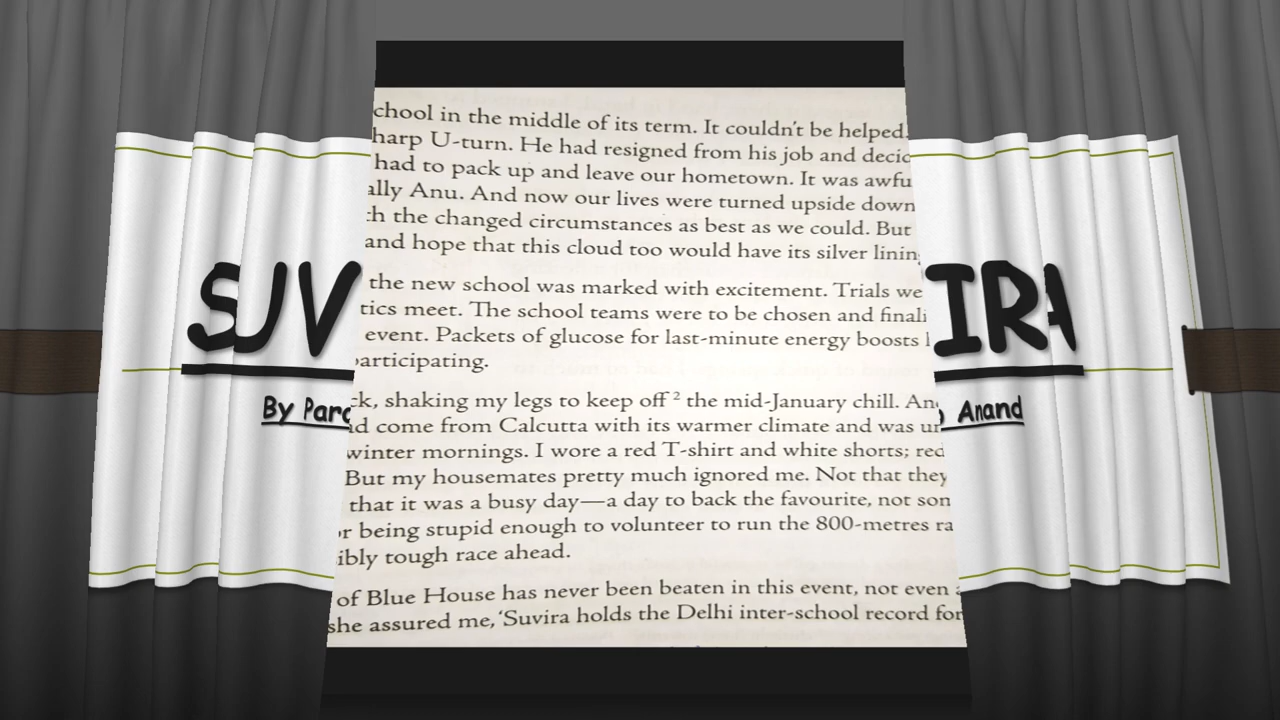 chool in the middle of its term. It couldn't be helped.
harp U-turn. He had resigned from his job and decic
had to pack up and leave our hometown. It was awfu
ally Anu. And now our lives were turned upside down
h the changed circumstances as best as we could. But
and hope that this cloud too would have its silver lining
the new school was marked with excitement. Trials we
tics meet. The school teams were to be chosen and finali
event. Packets of glucose for last-minute energy boosts
participating.
ck, shaking my legs to keep off ² the mid-January chill. An
d come from Calcutta with its warmer climate and was un
winter mornings. I wore a red T-shirt and white shorts; red
But my housemates pretty much ignored me. Not that they
that it was a busy day—a day to back the favourite, not son
r being stupid enough to volunteer to run the 800-metres ra
ibly tough race ahead.
of Blue House has never been beaten in this event, not even
she assured me, 'Suvira holds the Delhi inter-school record for
SUV IRA
By Paro Anand